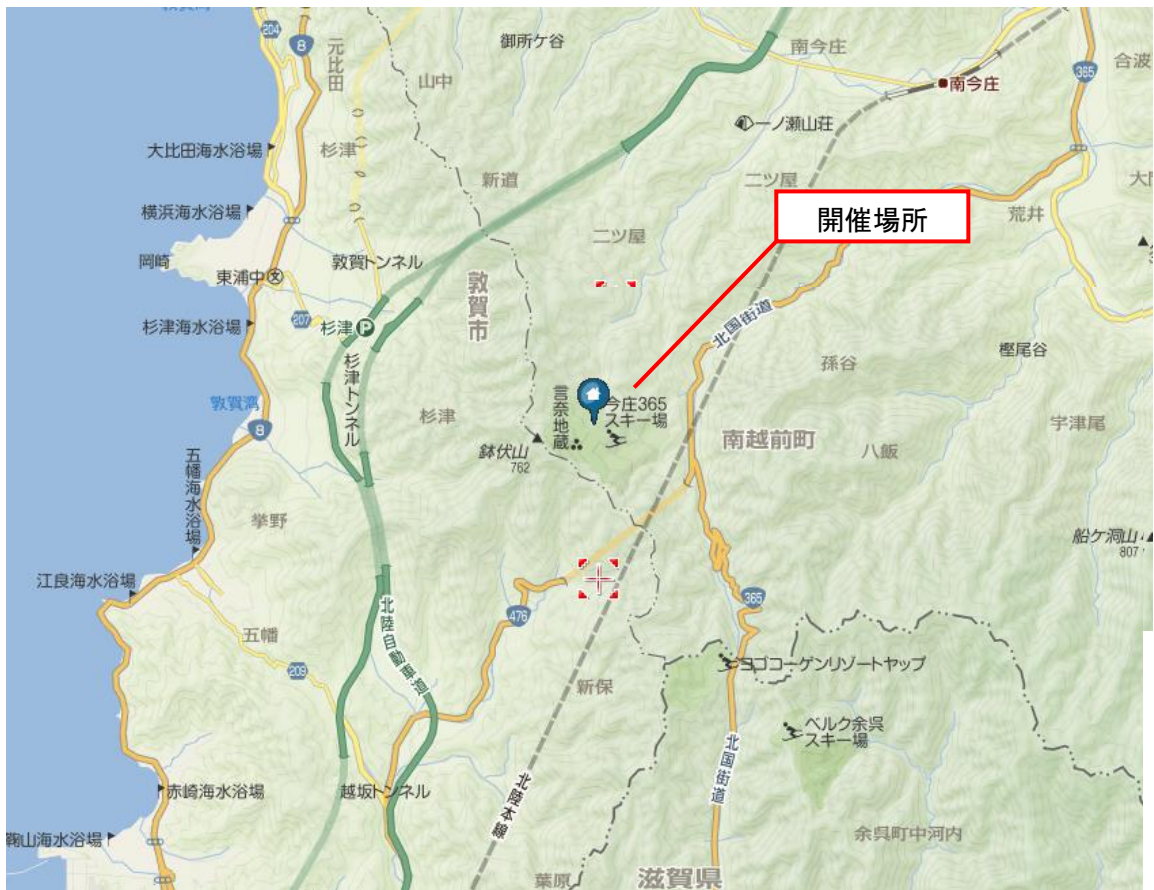 204
8
元比田
山中
御所ケ谷
南今庄
365
合波
南今庄
一ノ瀬山荘
大比田海水浴場
杉津
新道
二ツ屋
横浜海水浴場
開催場所
荒井
二ツ屋
岡崎
敦賀トンネル
東浦中
敦賀市
207
杉津
P
杉津海水浴場
北国街道
樫尾谷
孫谷
杉津トンネル
敦賀湾
8
杉津
言奈地蔵
今庄365
スキー場
宇津尾
南越前町
八飯
鉢伏山
762
五幡海水浴場
挙野
船ケ洞山
807
江良海水浴場
476
365
北陸自動車道
五幡
209
新保
ヨゴコーゲンリゾートヤップ
ベルク余呉
スキー場
北国街道
赤崎海水浴場
越坂トンネル
北陸本線
鞠山海水浴場
余呉町中河内
葉原
滋賀県